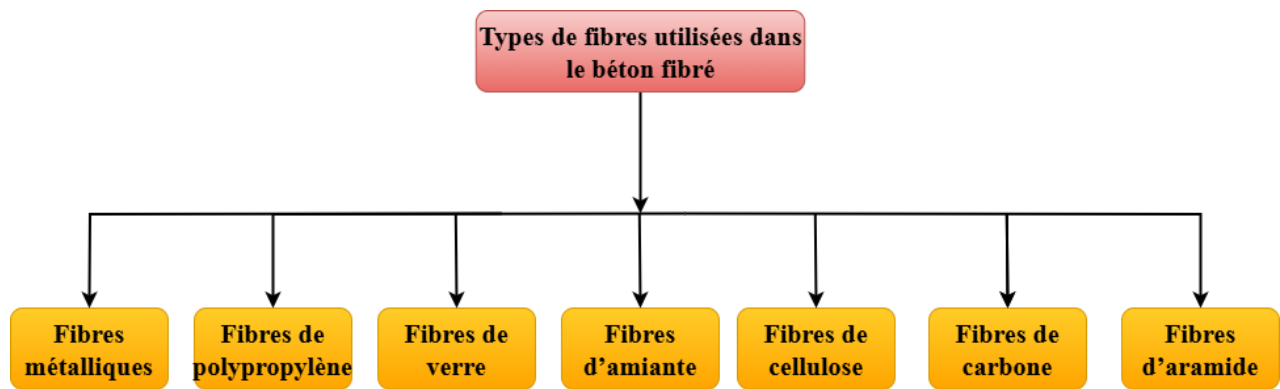 Types de fibres utilisées dans
le béton fibré
Fibres
métalliques
Fibres de
polypropylène
Fibres de
verre
Fibres
d’amiante
Fibres de
cellulose
Fibres de
carbone
Fibres
d’aramide